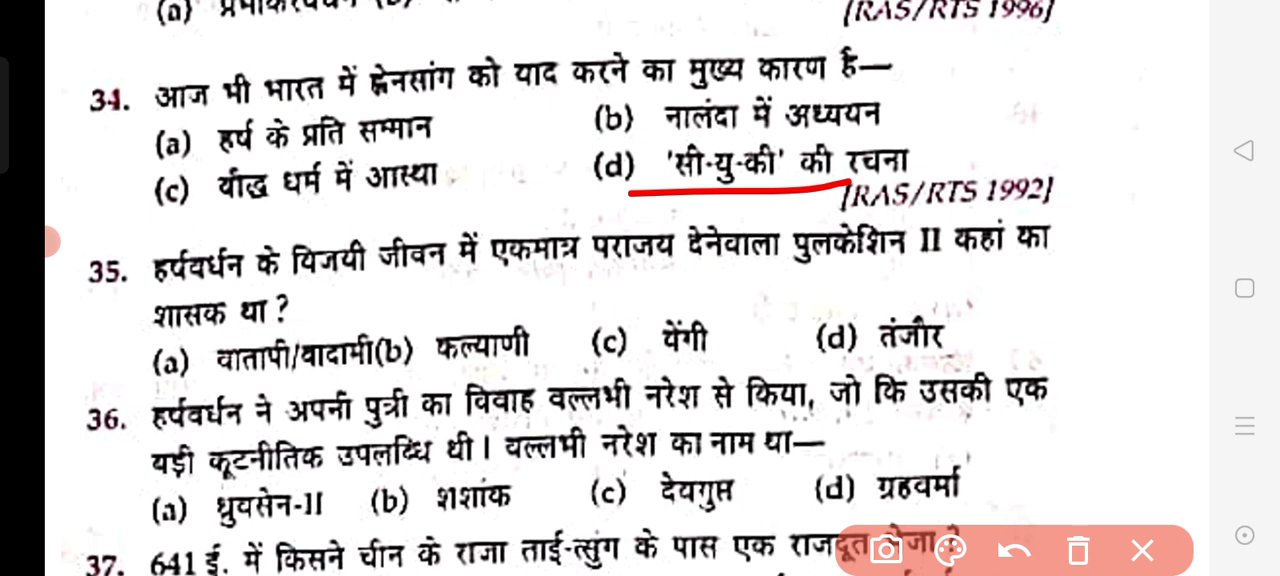 [RAS/RTS 1996]
34. आज भी भारत में ह्वेनसांग को याद करने का मुख्य कारण है—
(a) हर्ष के प्रति सम्मान (b) नालंदा में अध्ययन
(c) बौद्ध धर्म में आस्था (d) 'सी-यु-की' की रचना
[RAS/RTS 1992]
35. हर्षवर्धन के विजयी जीवन में एकमात्र पराजय देनेवाला पुलकेशिन II कहां का
शासक था ?
(a) वातापी/बादामी(b) कल्याणी (c) वेंगी (d) तंजौर
36. हर्षवर्धन ने अपनी पुत्री का विवाह वल्लभी नरेश से किया, जो कि उसकी एक
बड़ी कूटनीतिक उपलब्धि थी। वल्लभी नरेश का नाम था—
(a) ध्रुवसेन-II (b) शशांक (c) देवगुप्त (d) ग्रहवर्मा
37. 641 ई. में किसने चीन के राजा ताई-त्सुंग के पास एक राजदूत भेजा ?